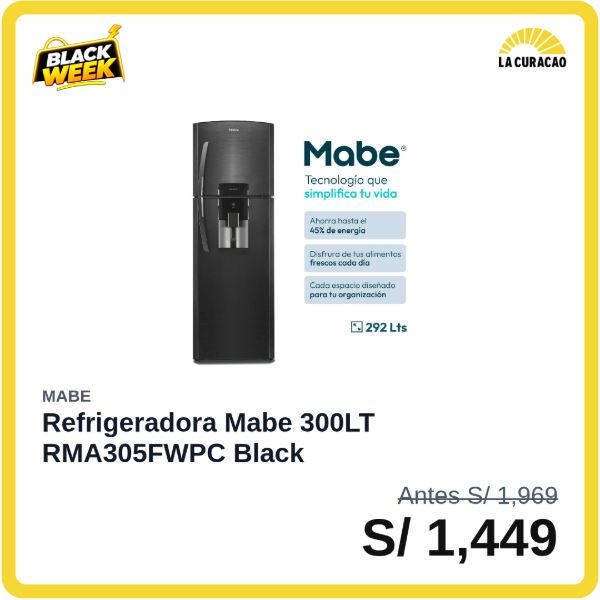 BLACK
WEEK
LA CURACAO
mabe
Mabe®
Tecnología que
simplifica tu vida
Ahorra hasta el
45% de energía
Disfruta de tus alimentos
frescos cada día
Cada espacio diseñado
para tu organización
292 Lts
MABE
Refrigeradora Mabe 300LT
RMA305FWPC Black
Antes S/ 1,969
S/ 1,449